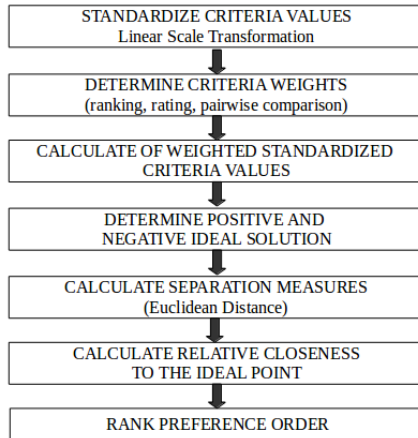 STANDARDIZE CRITERIA VALUES
Linear Scale Transformation
DETERMINE CRITERIA WEIGHTS
(ranking, rating, pairwise comparison)
CALCULATE OF WEIGHTED STANDARDIZED
CRITERIA VALUES
DETERMINE POSITIVE AND
NEGATIVE IDEAL SOLUTION
CALCULATE SEPARATION MEASURES
(Euclidean Distance)
CALCULATE RELATIVE CLOSENESS
TO THE IDEAL POINT
RANK PREFERENCE ORDER